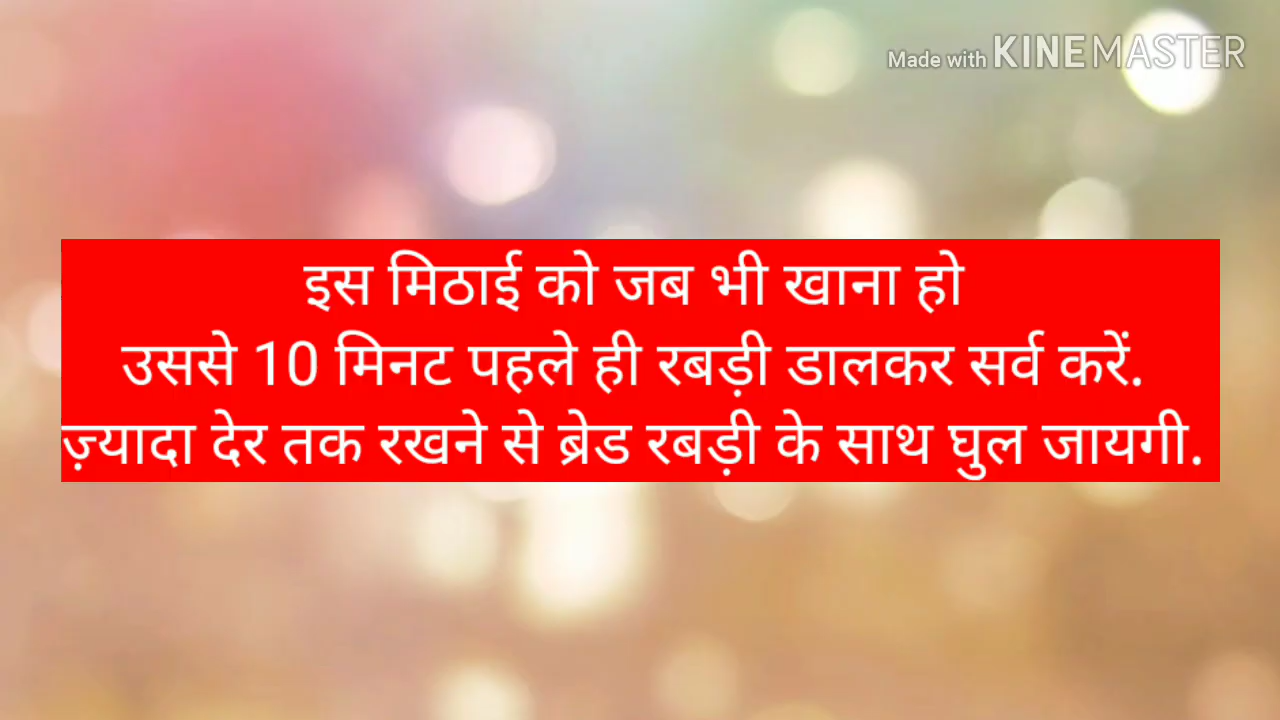 Made with KINEMASTER
इस मिठाई को जब भी खाना हो
उससे 10 मिनट पहले ही रबड़ी डालकर सर्व करें.
ज़्यादा देर तक रखने से ब्रेड रबड़ी के साथ घुल जायगी.